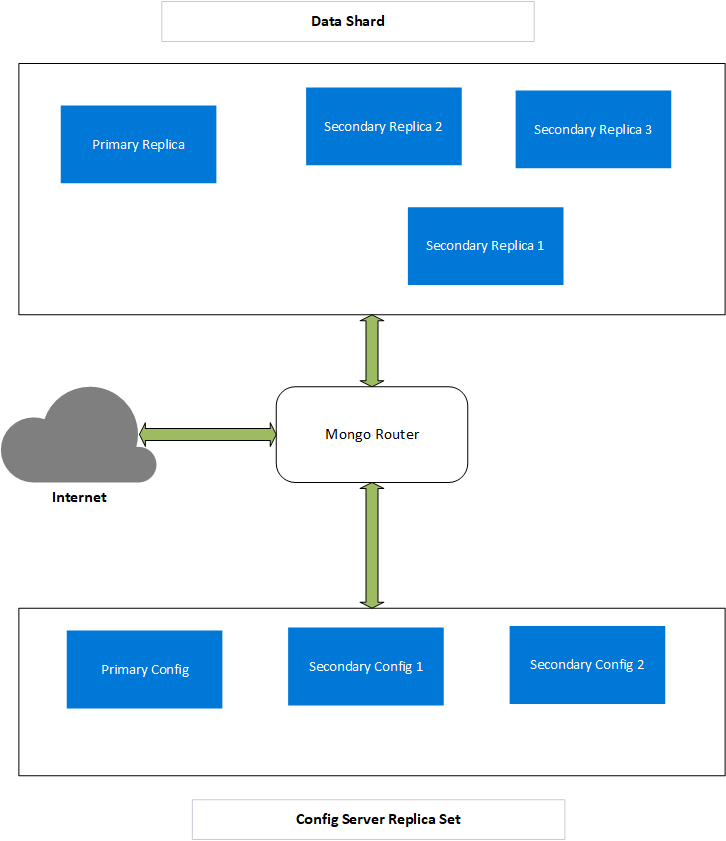 Data Shard
Primary Replica
Secondary Replica 2
Secondary Replica 3
Secondary Replica 1
Mongo Router
Internet
Primary Config
Secondary Config 1
Secondary Config 2
Config Server Replica Set